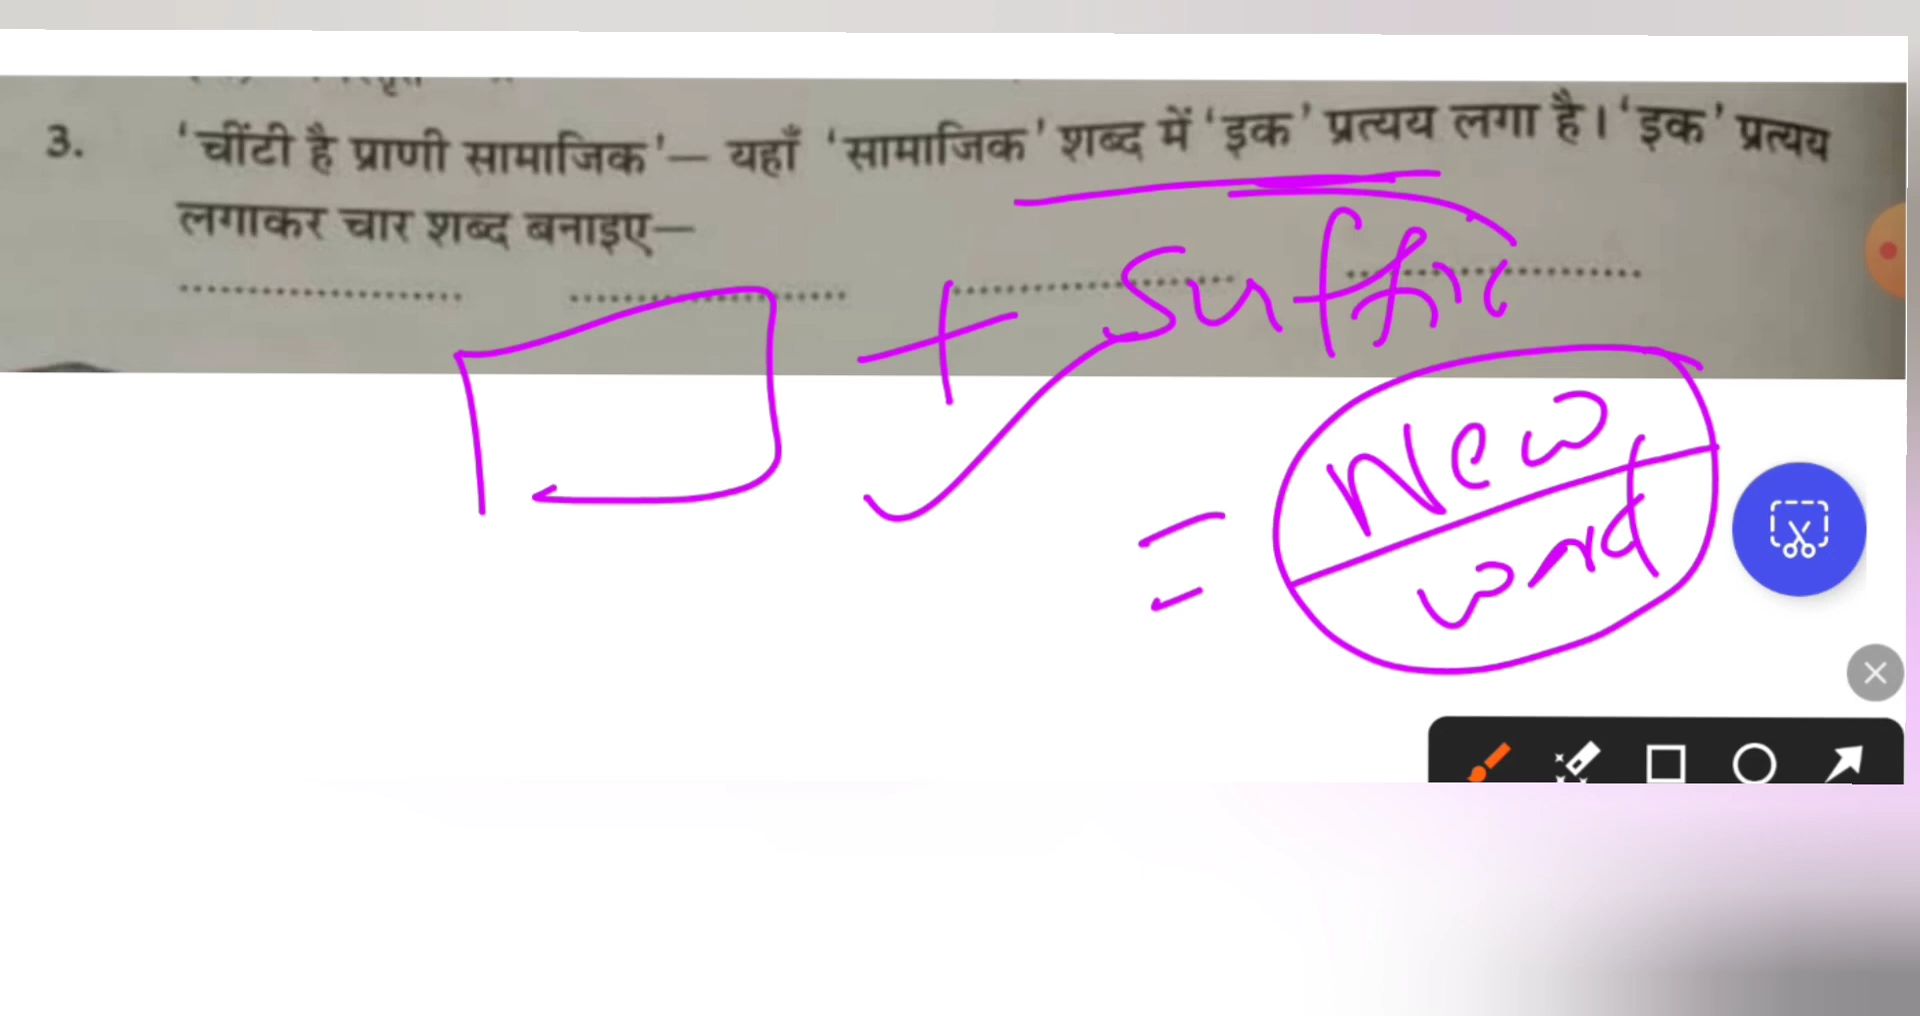 3. 'चींटी है प्राणी सामाजिक'— यहाँ 'सामाजिक' शब्द में 'इक' प्रत्यय लगा है। 'इक' प्रत्यय
लगाकर चार शब्द बनाइए—
+ Suffix
= New
word